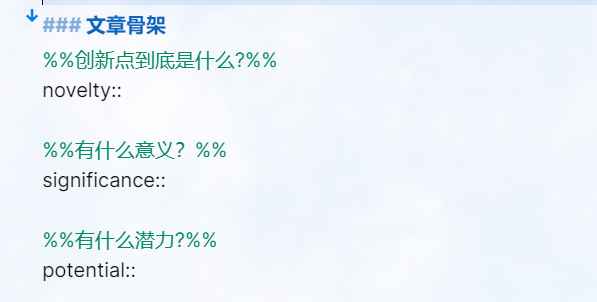 ### 文章骨架
%%创新点到底是什么?%%
novelty::
%%有什么意义？%%
significance::
%%有什么潜力?%%
potential::